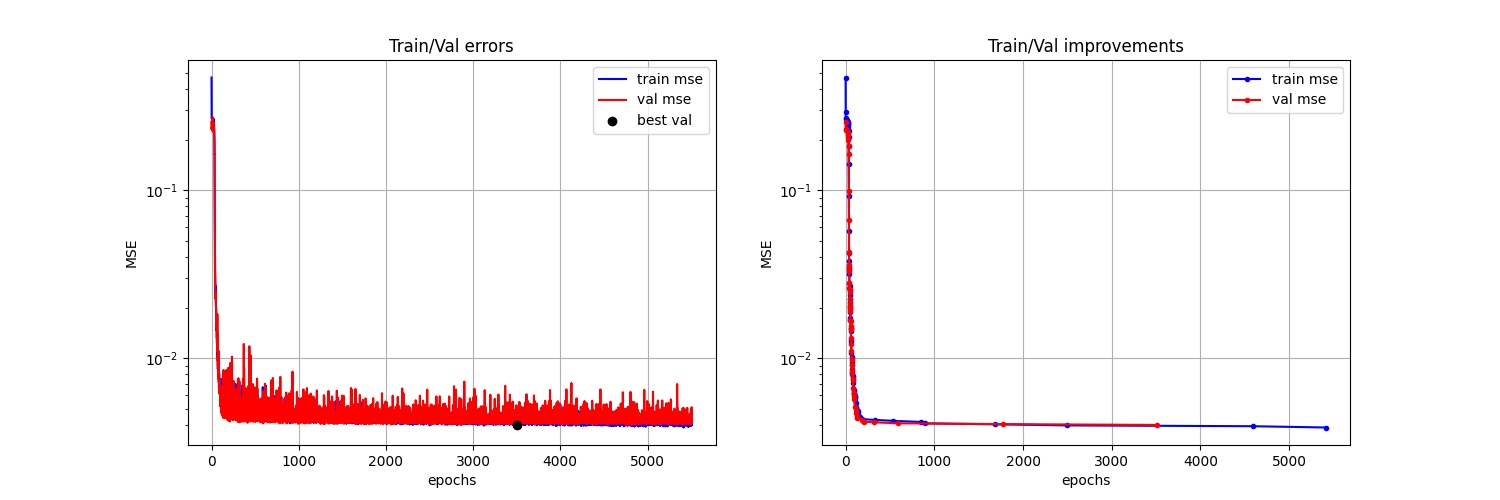 Train/Val errors
train mse
val mse
best val
10⁻¹
10⁻²
MSE
0 1000 2000 3000 4000 5000
epochs
Train/Val improvements
train mse
val mse
10⁻¹
10⁻²
MSE
0 1000 2000 3000 4000 5000
epochs